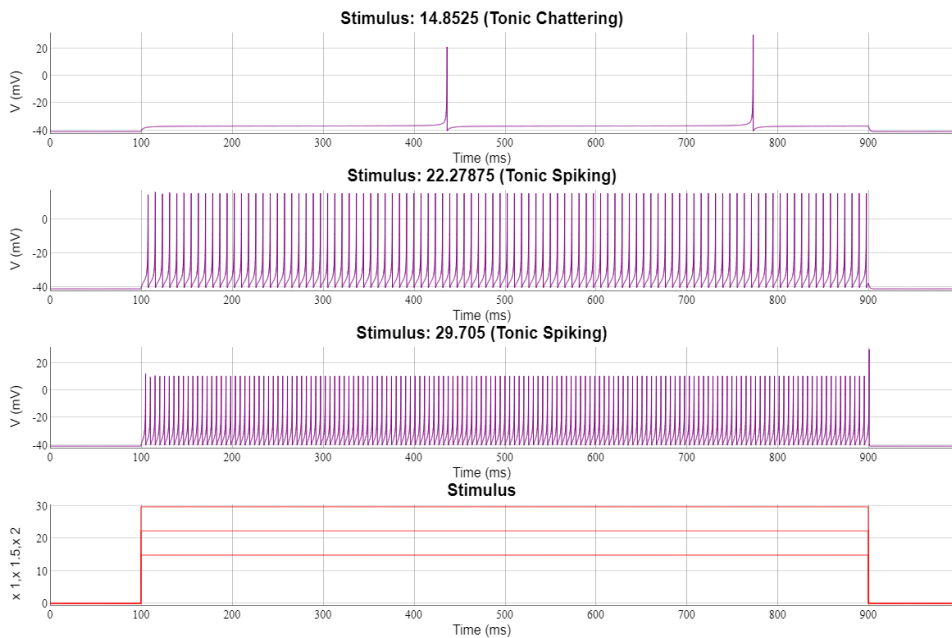 Stimulus: 14.8525 (Tonic Chattering)
V (mV)
20
0
-20
-40
0 100 200 300 400 500 600 700 800 900
Time (ms)
Stimulus: 22.27875 (Tonic Spiking)
V (mV)
0
-20
-40
0 100 200 300 400 500 600 700 800 900
Time (ms)
Stimulus: 29.705 (Tonic Spiking)
V (mV)
20
0
-20
-40
0 100 200 300 400 500 600 700 800 900
Time (ms)
Stimulus
x 1,x 1.5,x 2
30
20
10
0
0 100 200 300 400 500 600 700 800 900
Time (ms)